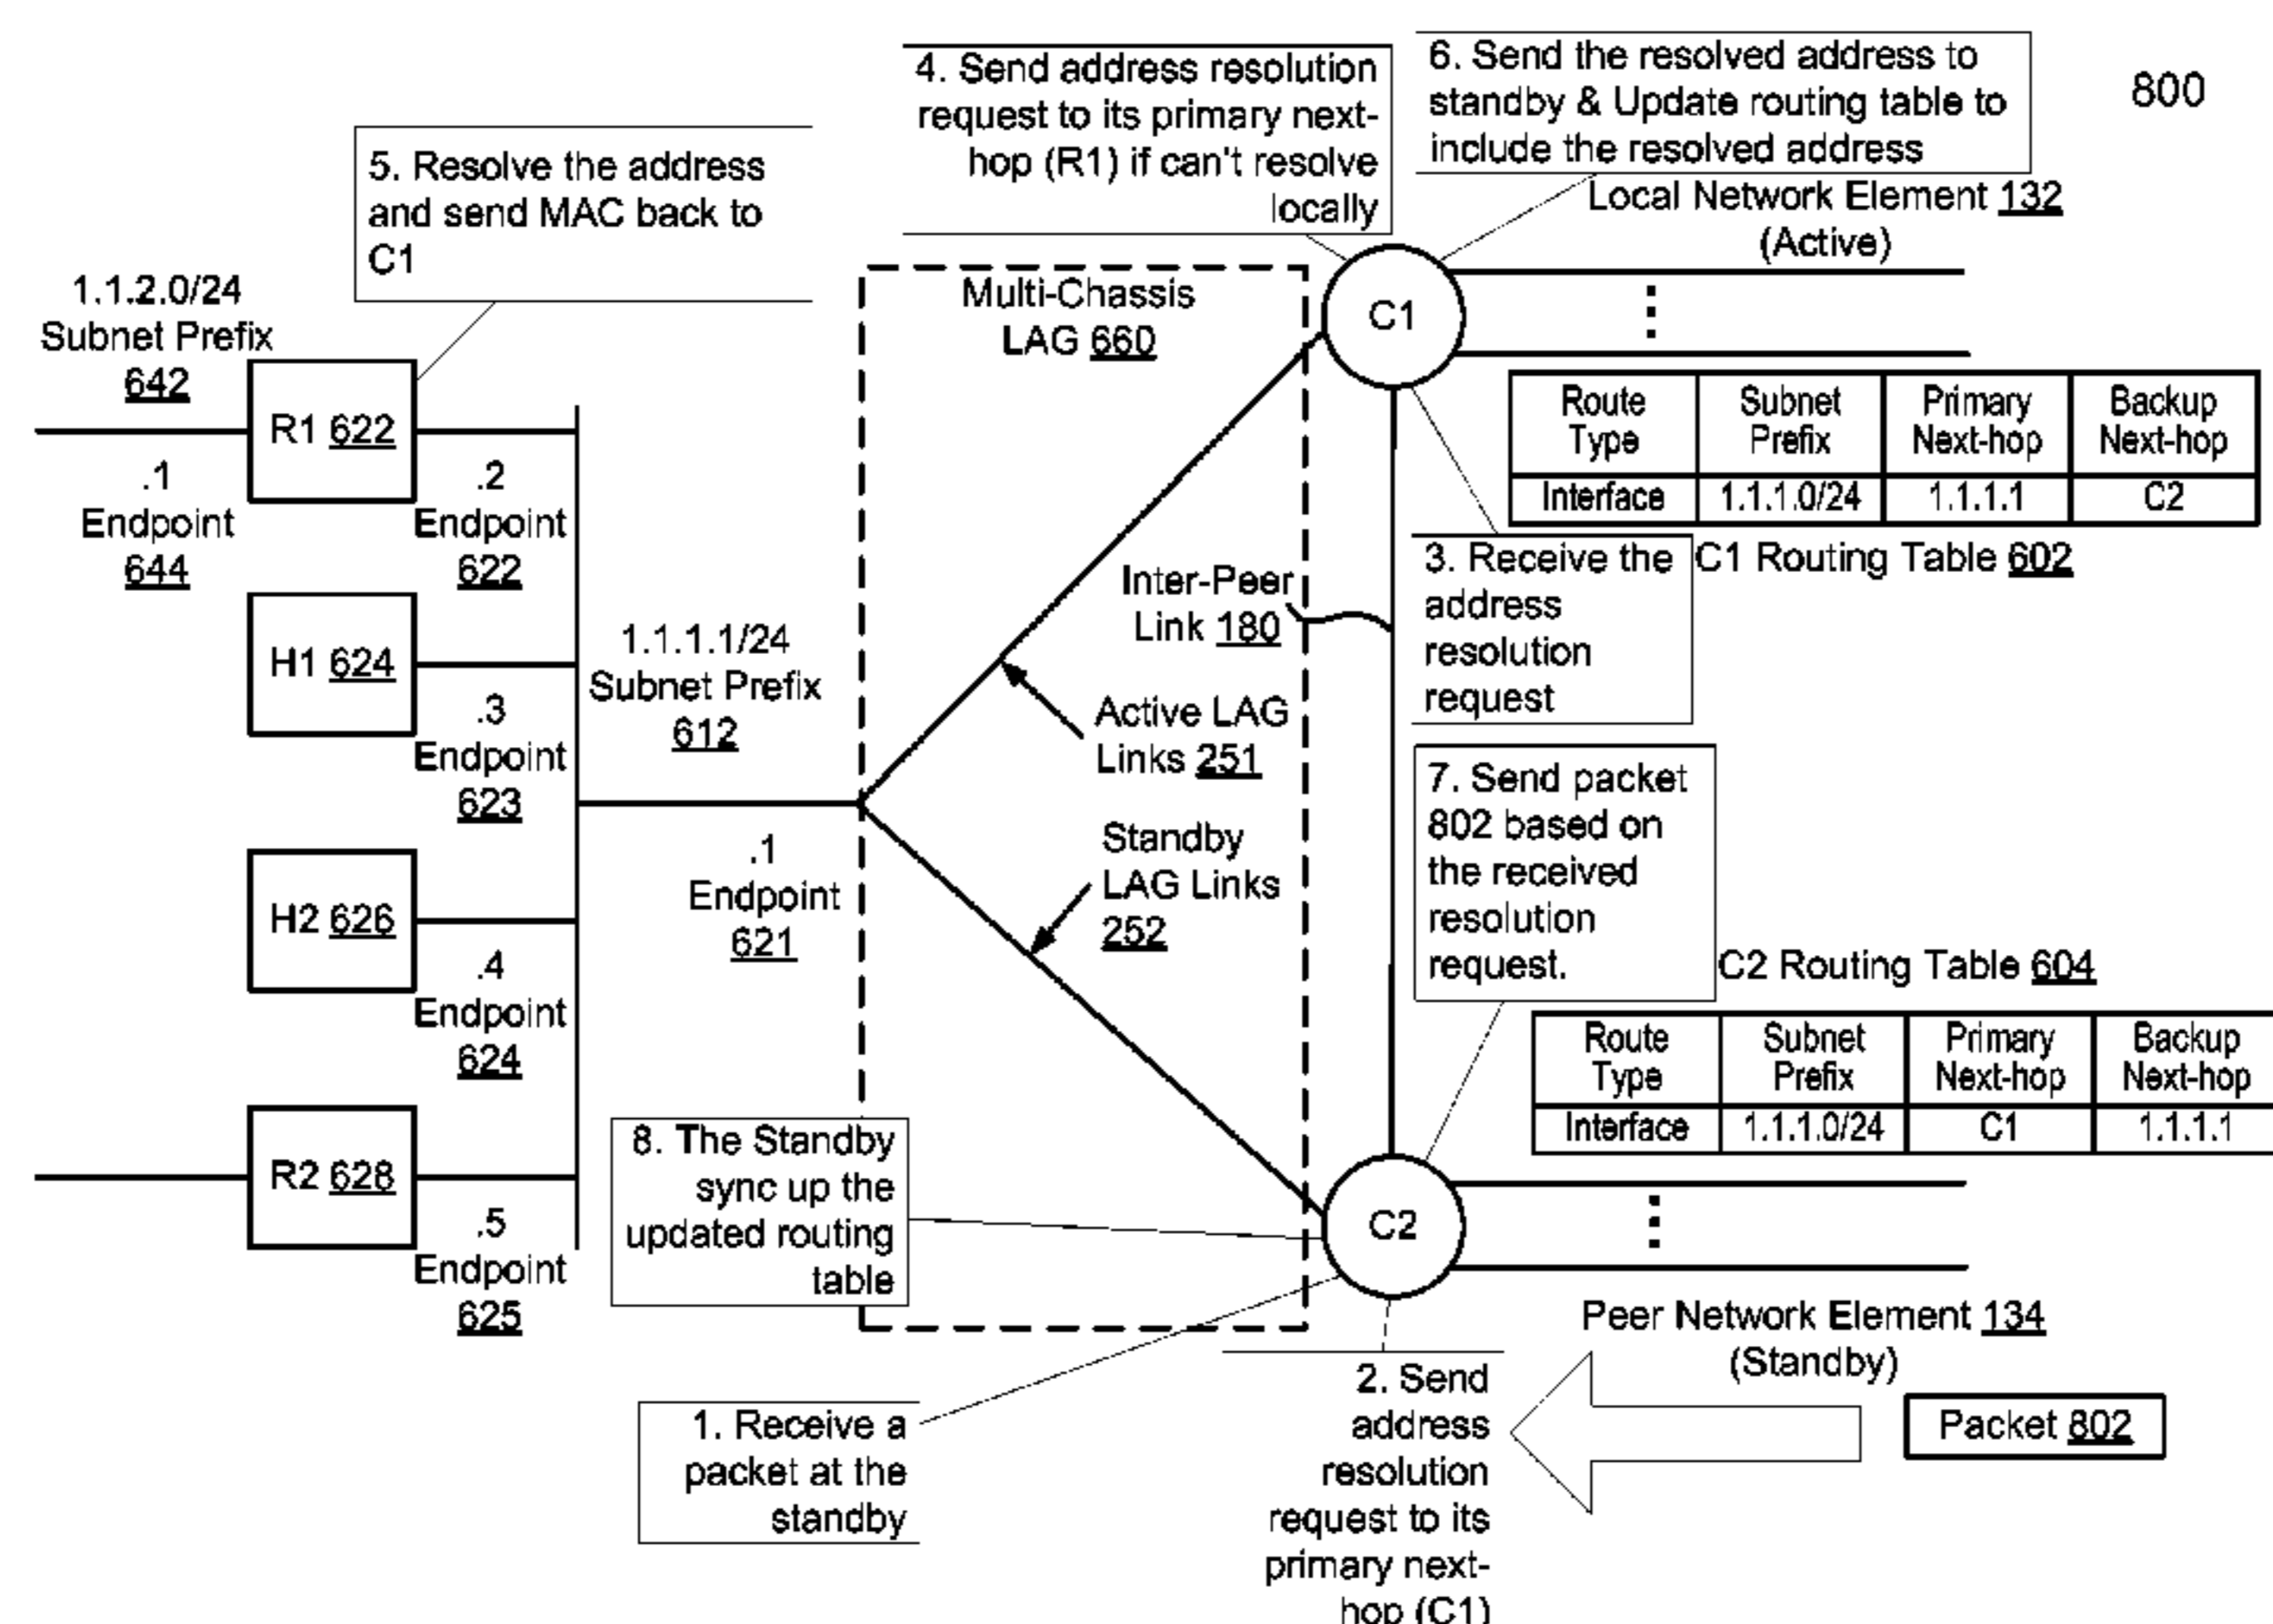 800
4. Send address resolution
request to its primary next-
hop (R1) if can't resolve
locally
6. Send the resolved address to
standby & Update routing table to
include the resolved address
5. Resolve the address
and send MAC back to
C1
Local Network Element 132
(Active)
1.1.2.0/24
Subnet Prefix
642
Multi-Chassis
LAG 660
C1
R1 622
.1
Endpoint
644
.2
Endpoint
622
Route Type
Subnet Prefix
Primary Next-hop
Backup Next-hop
Interface
1.1.1.0/24
1.1.1.1
C2
C1 Routing Table 602
3. Receive the
address
resolution
request
Inter-Peer
Link 180
H1 624
.3
Endpoint
623
1.1.1.1/24
Subnet Prefix
612
Active LAG
Links 251
7. Send packet
802 based on
the received
resolution
request.
.1
Endpoint
621
Standby
LAG Links
252
H2 626
.4
Endpoint
624
C2 Routing Table 604
Route Type
Subnet Prefix
Primary Next-hop
Backup Next-hop
Interface
1.1.1.0/24
C1
1.1.1.1
8. The Standby
sync up the
updated routing
table
R2 628
.5
Endpoint
625
C2
Peer Network Element 134
(Standby)
1. Receive a
packet at the
standby
2. Send
address
resolution
request to its
primary next-
hop (C1)
Packet 802